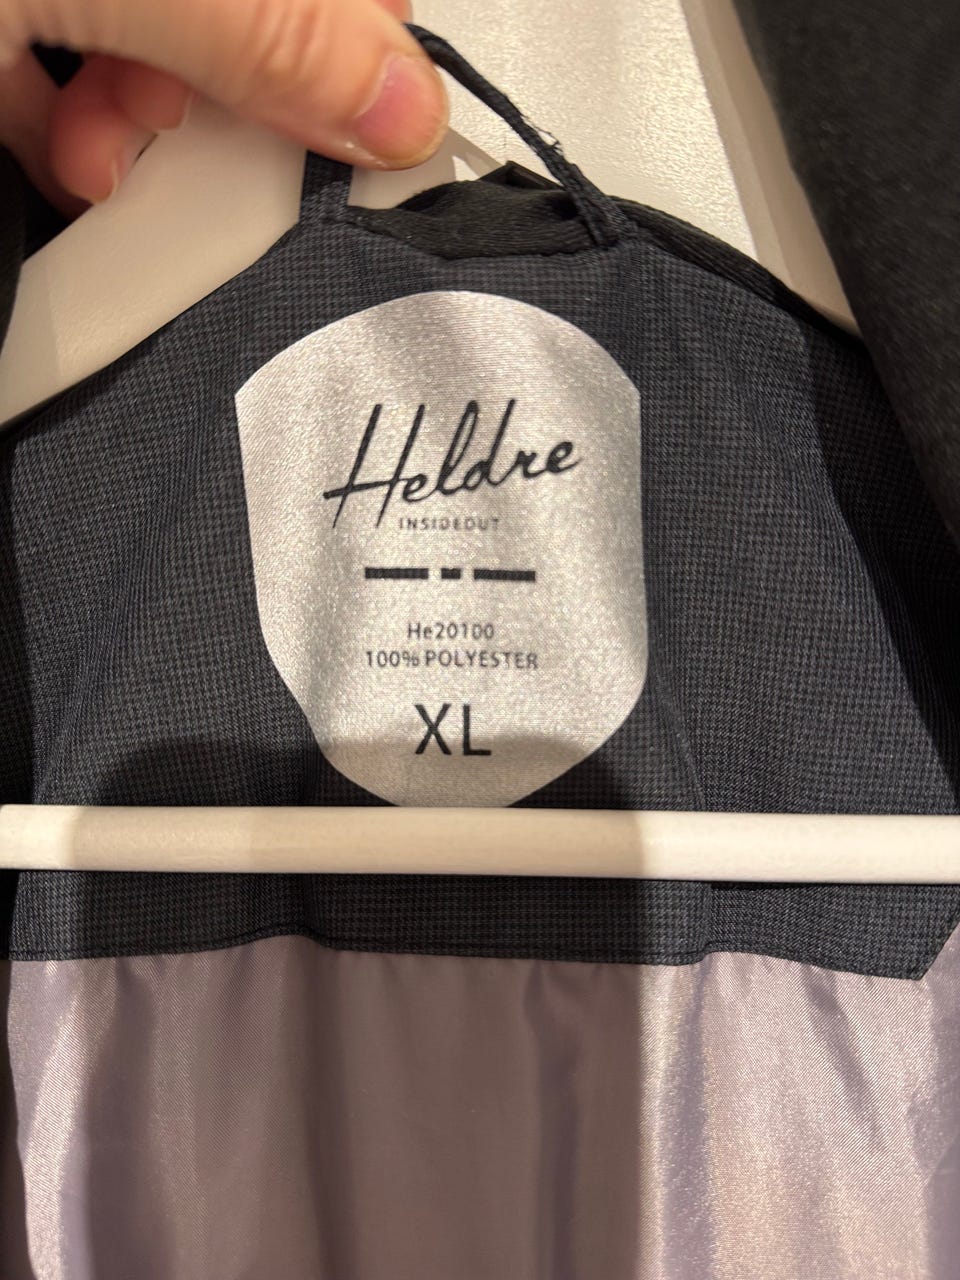 Heldre
INSIDEOUT
He20100
100% POLYESTER
XL